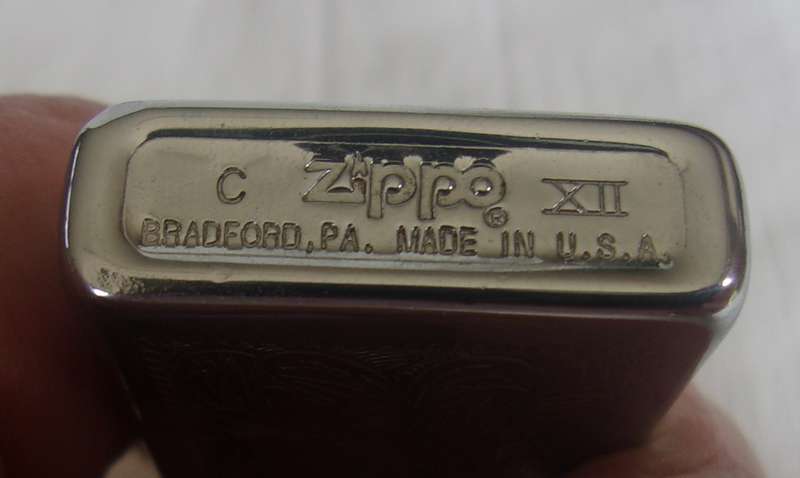 C Zippo® XII
BRADFORD, PA. MADE IN U.S.A.